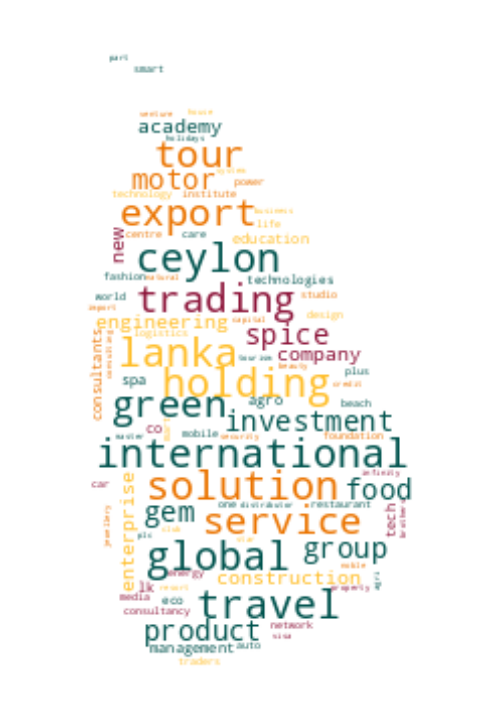 part
smart
venture house
academy
holidays
tour
system
motor power
technology institute
export business
life
new centre care education
ceylon
fashion natural technologies
world trading studio
import
engineering capital design
logistics spice
consultants consultant lanka tourism company
beauty plus
spa holding credit
green agro beach
co investment
master mobile security foundation
international
infinity
car solution food
enterprise one distributor restaurant
gem service tech brothers
jewellery
plc club star
global group
energy construction noble agri
lk resort property
media eco travel
consultancy
product network
visa
management auto
traders